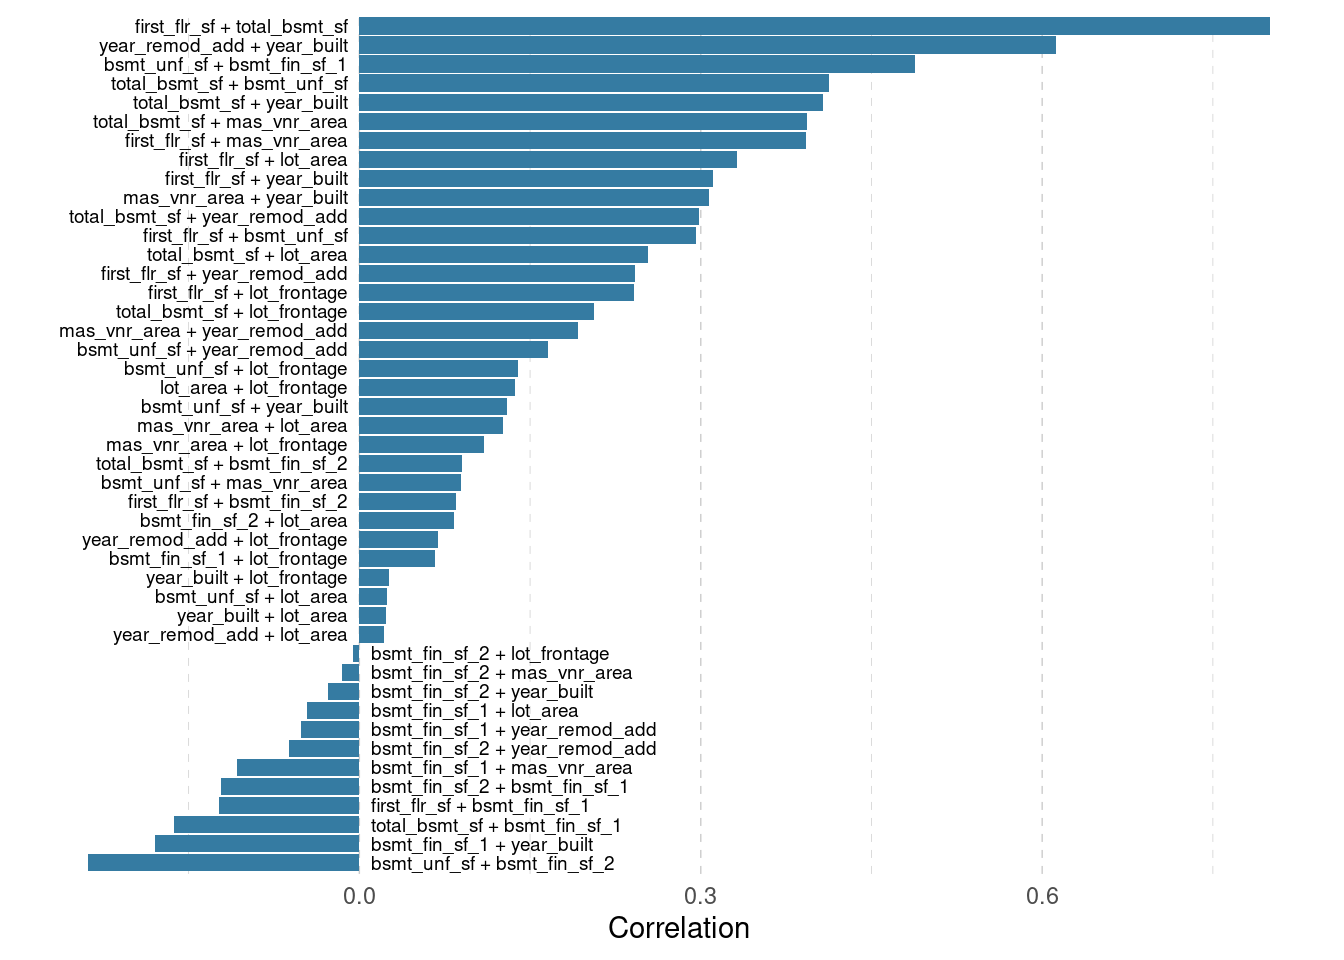 first_flr_sf + total_bsmt_sf
year_remod_add + year_built
bsmt_unf_sf + bsmt_fin_sf_1
total_bsmt_sf + bsmt_unf_sf
total_bsmt_sf + year_built
total_bsmt_sf + mas_vnr_area
first_flr_sf + mas_vnr_area
first_flr_sf + lot_area
first_flr_sf + year_built
mas_vnr_area + year_built
total_bsmt_sf + year_remod_add
first_flr_sf + bsmt_unf_sf
total_bsmt_sf + lot_area
first_flr_sf + year_remod_add
first_flr_sf + lot_frontage
total_bsmt_sf + lot_frontage
mas_vnr_area + year_remod_add
bsmt_unf_sf + year_remod_add
bsmt_unf_sf + lot_frontage
lot_area + lot_frontage
bsmt_unf_sf + year_built
mas_vnr_area + lot_area
mas_vnr_area + lot_frontage
total_bsmt_sf + bsmt_fin_sf_2
bsmt_unf_sf + mas_vnr_area
first_flr_sf + bsmt_fin_sf_2
bsmt_fin_sf_2 + lot_area
year_remod_add + lot_frontage
bsmt_fin_sf_1 + lot_frontage
year_built + lot_frontage
bsmt_unf_sf + lot_area
year_built + lot_area
year_remod_add + lot_area
bsmt_fin_sf_2 + lot_frontage
bsmt_fin_sf_2 + mas_vnr_area
bsmt_fin_sf_2 + year_built
bsmt_fin_sf_1 + lot_area
bsmt_fin_sf_1 + year_remod_add
bsmt_fin_sf_2 + year_remod_add
bsmt_fin_sf_1 + mas_vnr_area
bsmt_fin_sf_2 + bsmt_fin_sf_1
first_flr_sf + bsmt_fin_sf_1
total_bsmt_sf + bsmt_fin_sf_1
bsmt_fin_sf_1 + year_built
bsmt_unf_sf + bsmt_fin_sf_2
0.0 0.3 0.6
Correlation